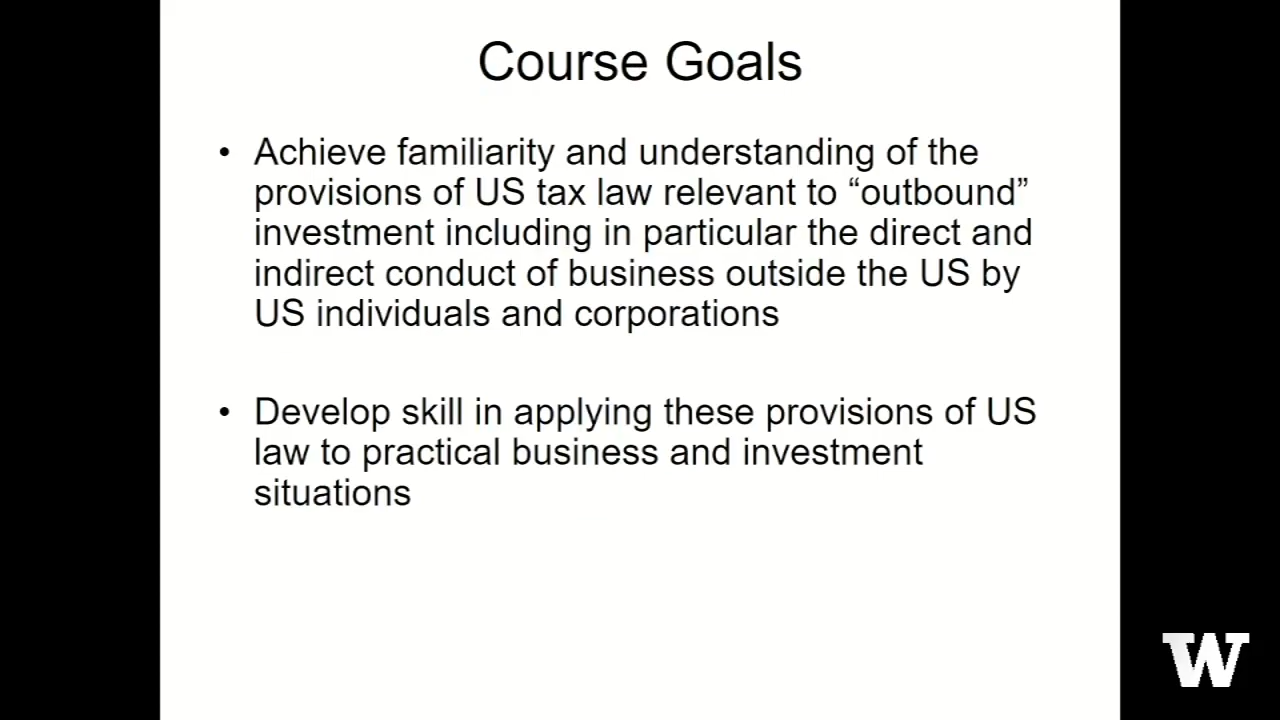 Course Goals
• Achieve familiarity and understanding of the
provisions of US tax law relevant to “outbound”
investment including in particular the direct and
indirect conduct of business outside the US by
US individuals and corporations
• Develop skill in applying these provisions of US
law to practical business and investment
situations
W